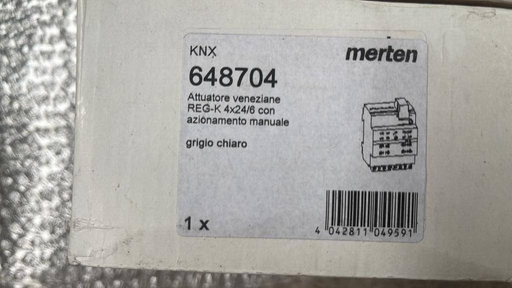 KNX
merten
648704
Attuatore veneziane
REG-K 4x24/6 con
azionamento manuale
grigio chiaro
1 x
4 042811 049591